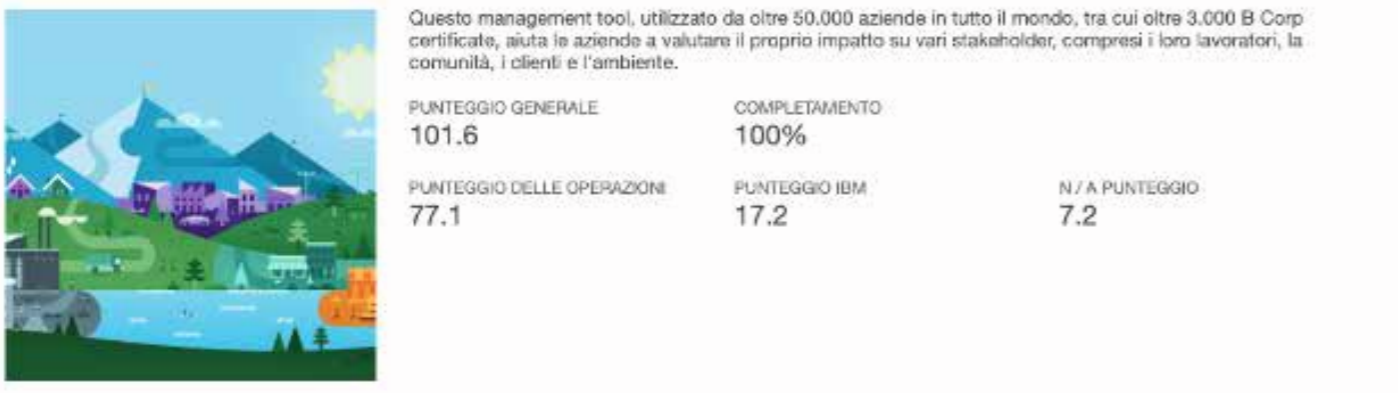 Questo management tool, utilizzato da oltre 50.000 aziende in tutto il mondo, tra cui oltre 3.000 B Corp
certificate, aiuta le aziende a valutare il proprio impatto su vari stakeholder, compresi i loro lavoratori, la
comunità, i clienti e l'ambiente.
PUNTEGGIO GENERALE
101.6
COMPLETAMENTO
100%
PUNTEGGIO DELLE OPERAZIONI
77.1
PUNTEGGIO IBM
17.2
N / A PUNTEGGIO
7.2